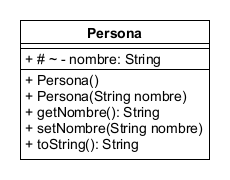 Persona
+ # ~ - nombre: String
+ Persona()
+ Persona(String nombre)
+ getNombre(): String
+ setNombre(String nombre)
+ toString(): String